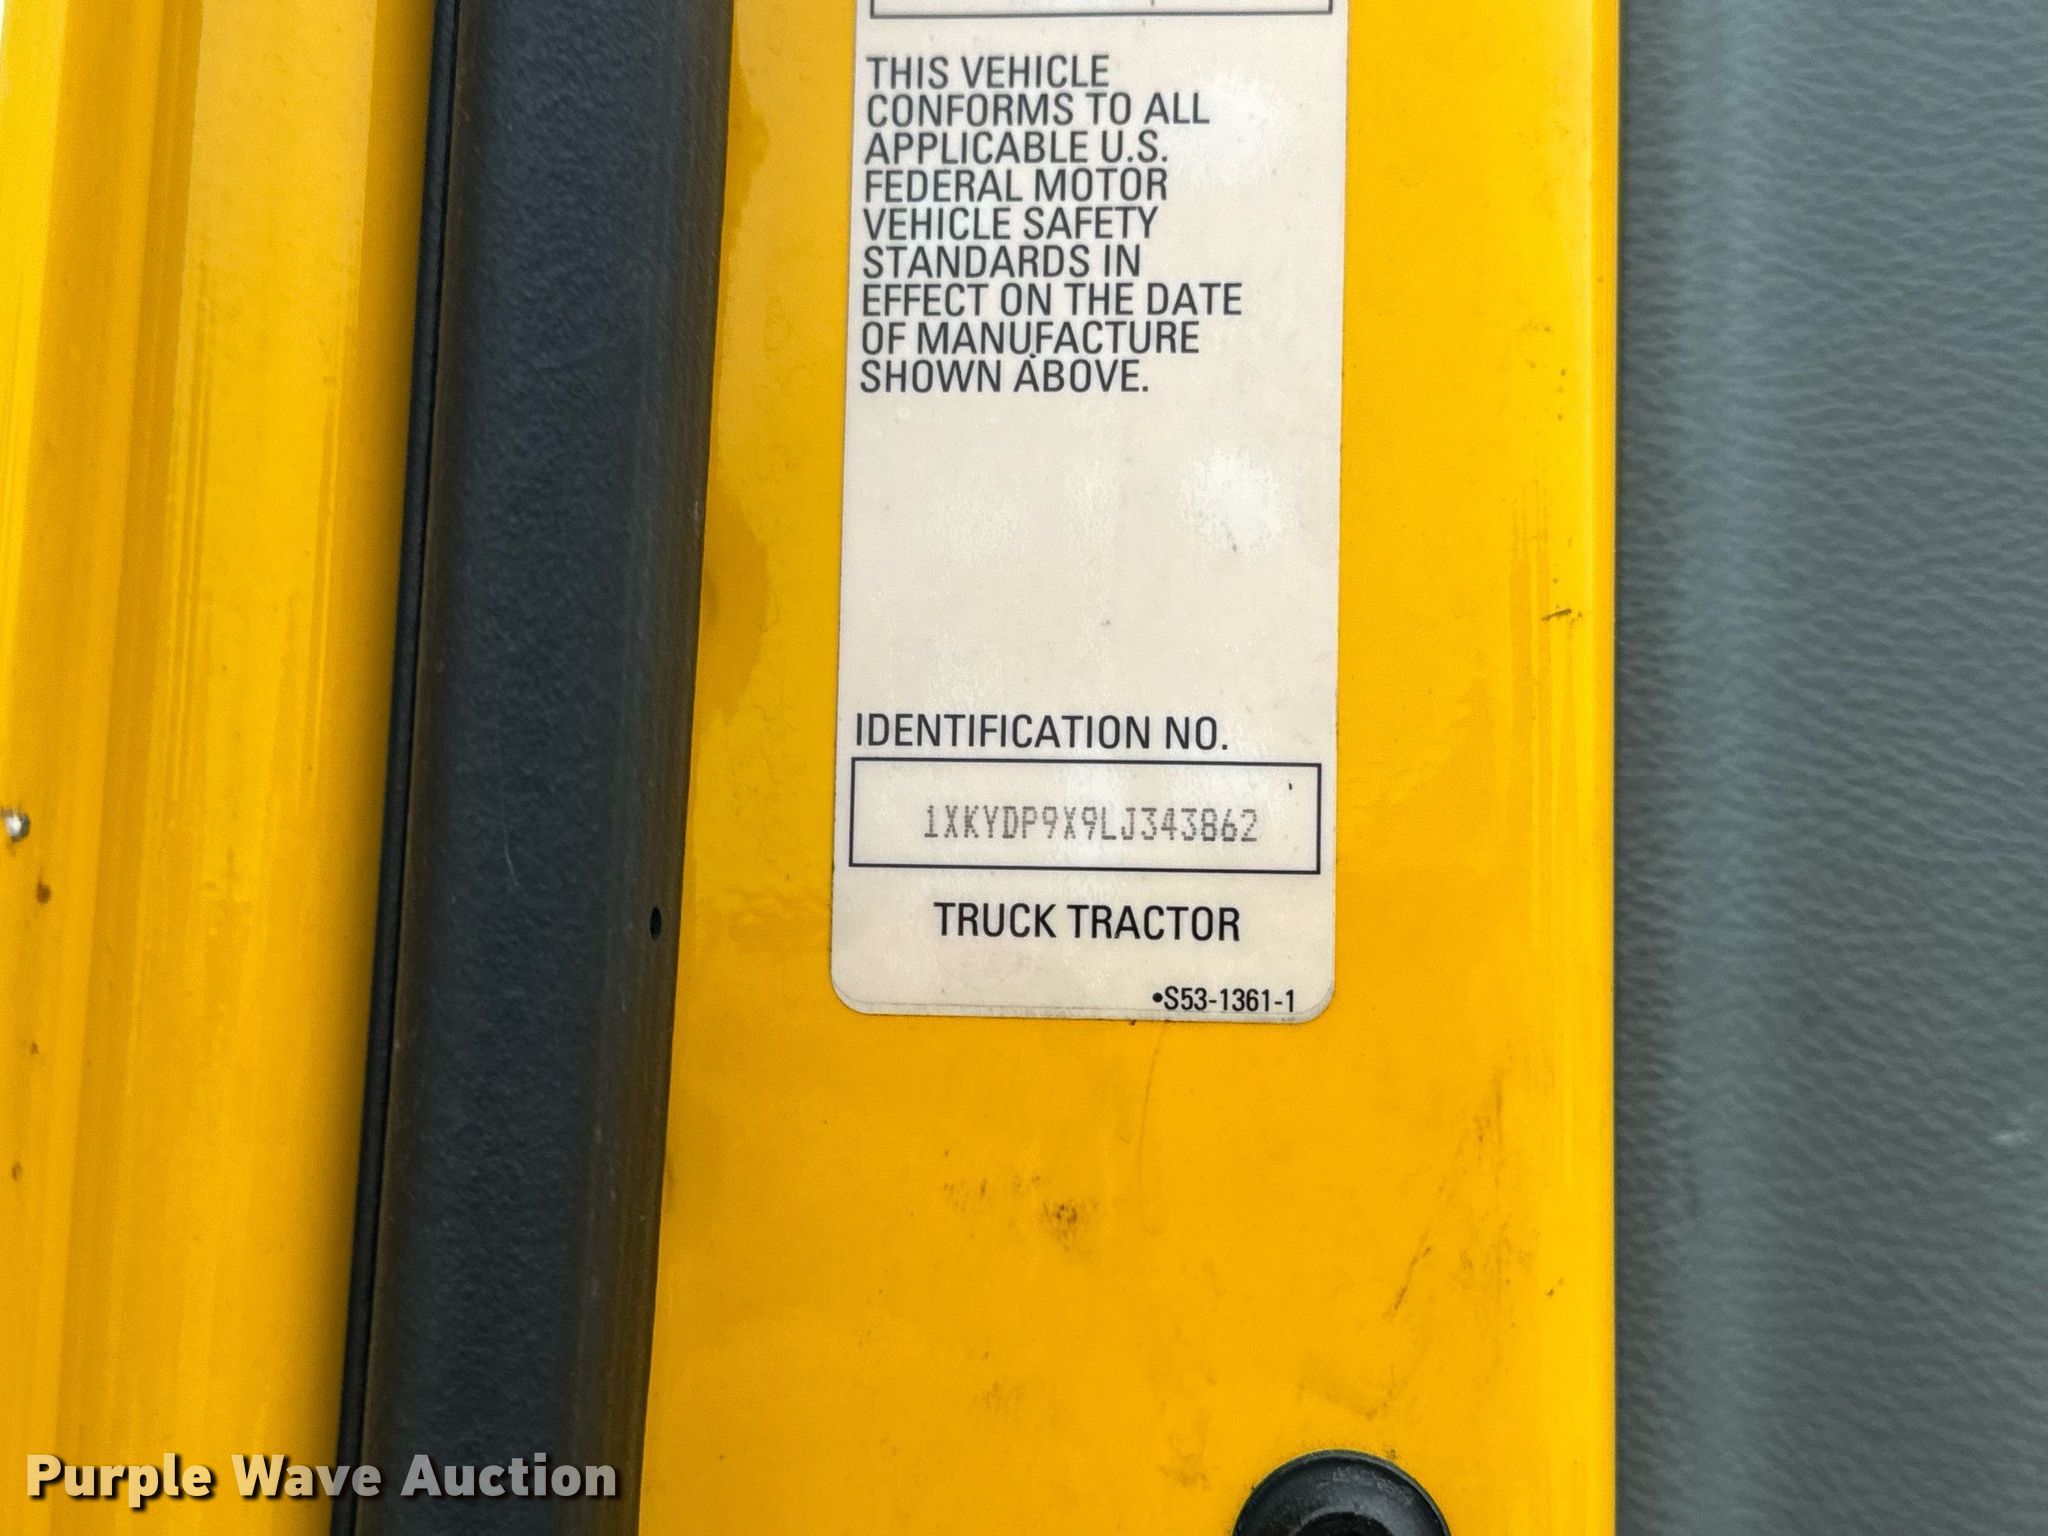 THIS VEHICLE
CONFORMS TO ALL
APPLICABLE U.S.
FEDERAL MOTOR
VEHICLE SAFETY
STANDARDS IN
EFFECT ON THE DATE
OF MANUFACTURE
SHOWN ABOVE.
IDENTIFICATION NO.
1XKYDP9X9LJ343862
TRUCK TRACTOR
•S53-1361-1
Purple Wave Auction